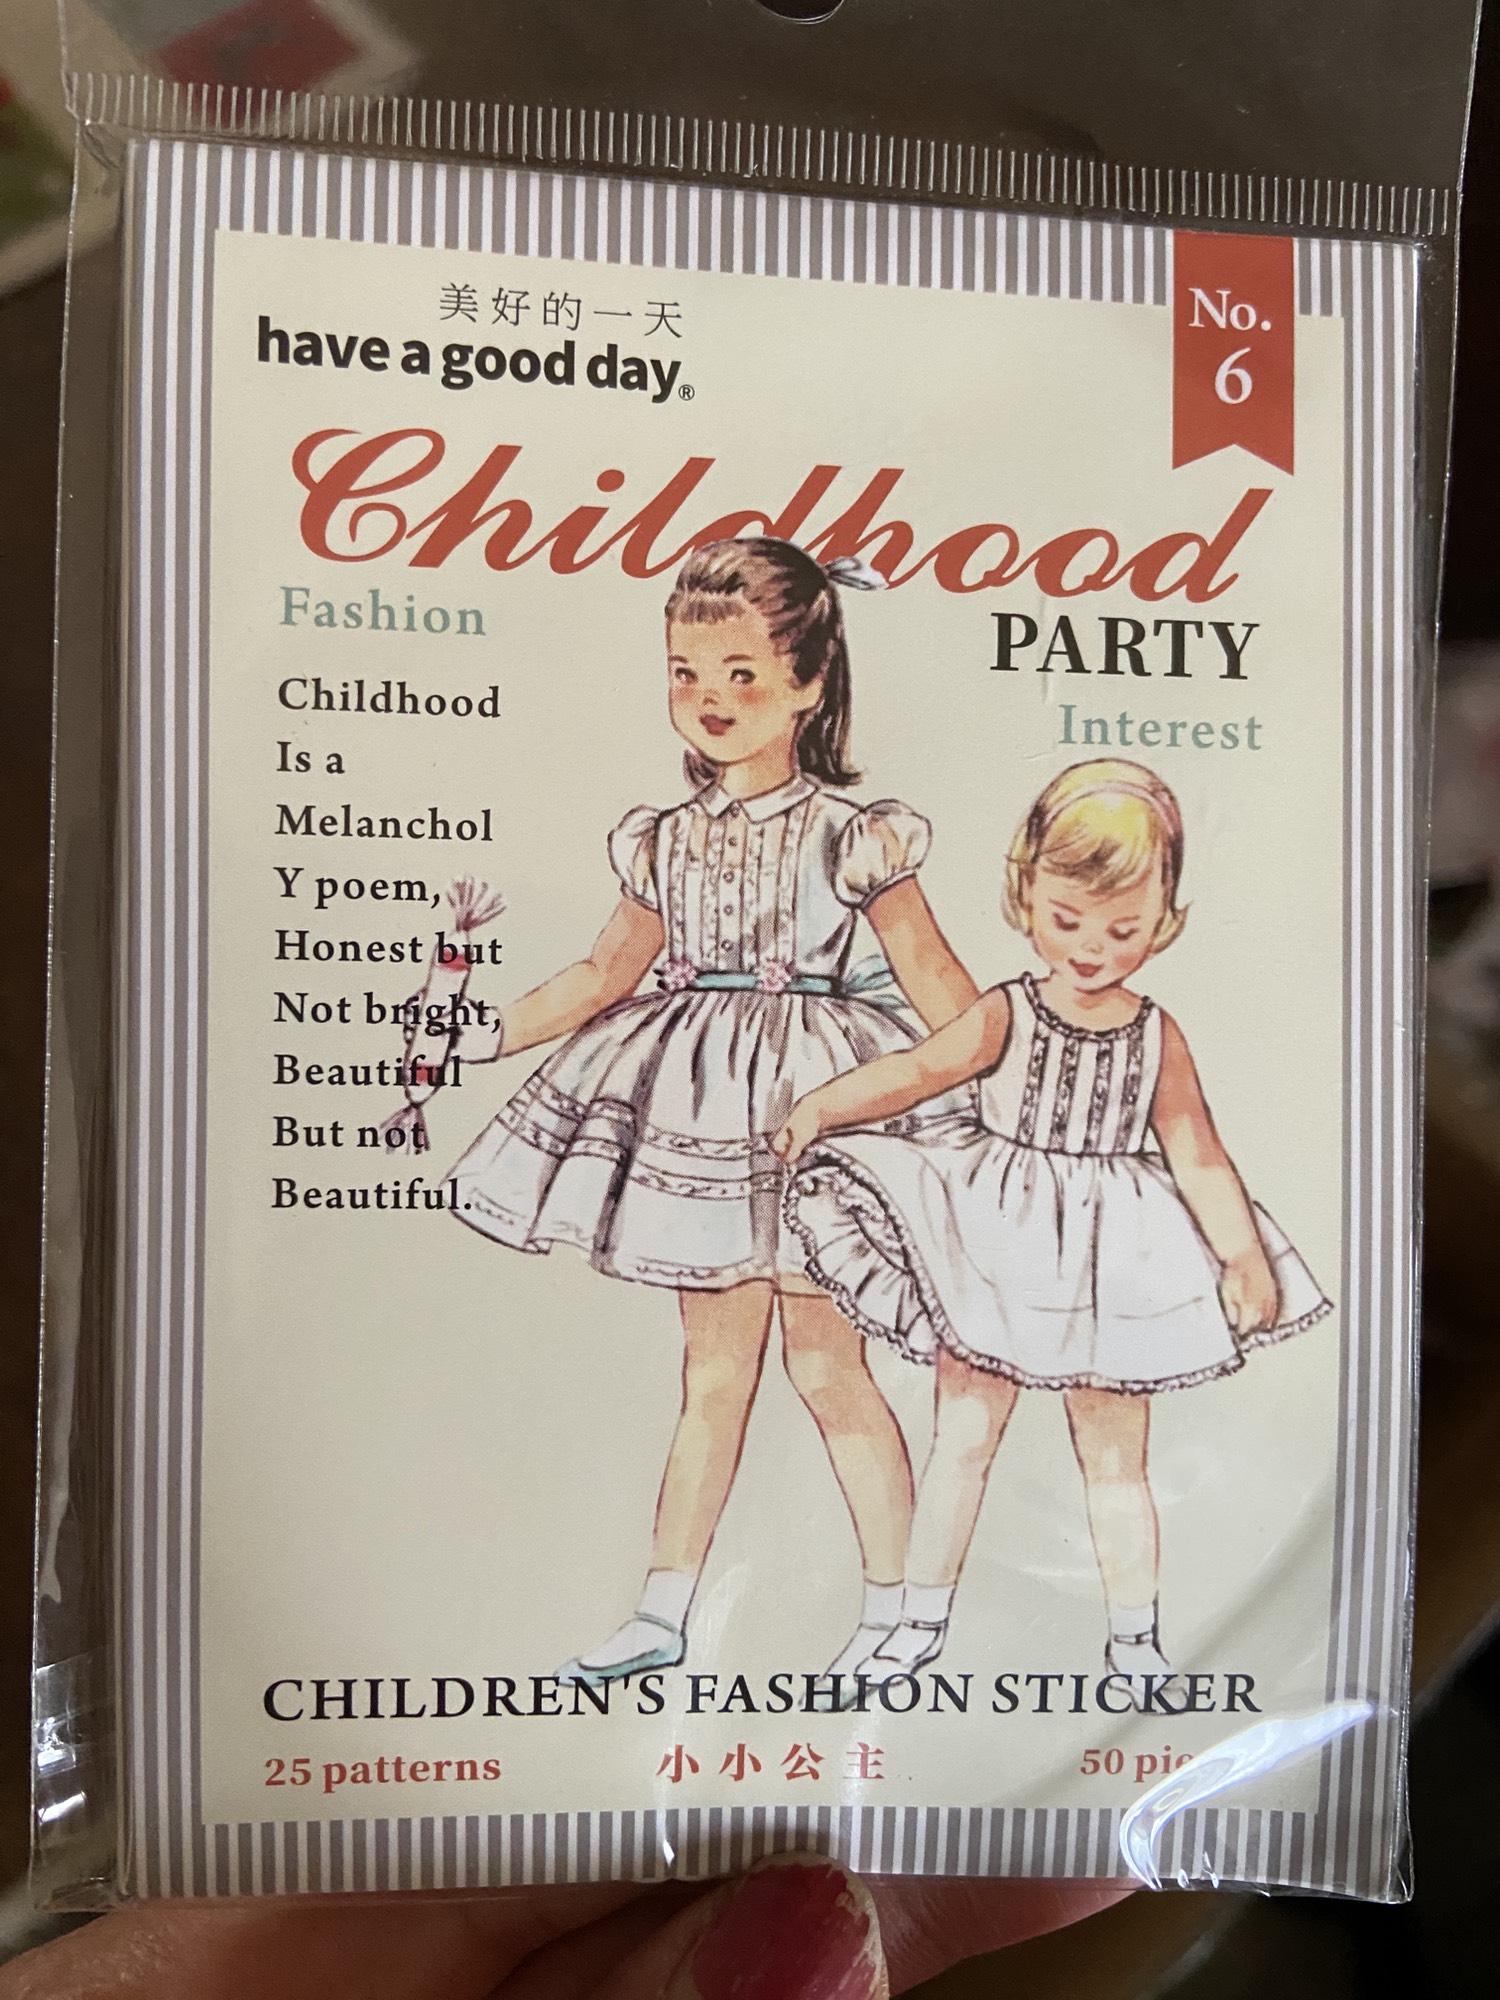 美好的一天
have a good day®
No.
6
Childhood
Fashion
PARTY
Interest
Childhood
Is a
Melanchol
Y poem,
Honest but
Not bright,
Beautiful
But not
Beautiful.
CHILDREN'S FASHION STICKER
25 patterns 小小公主 50